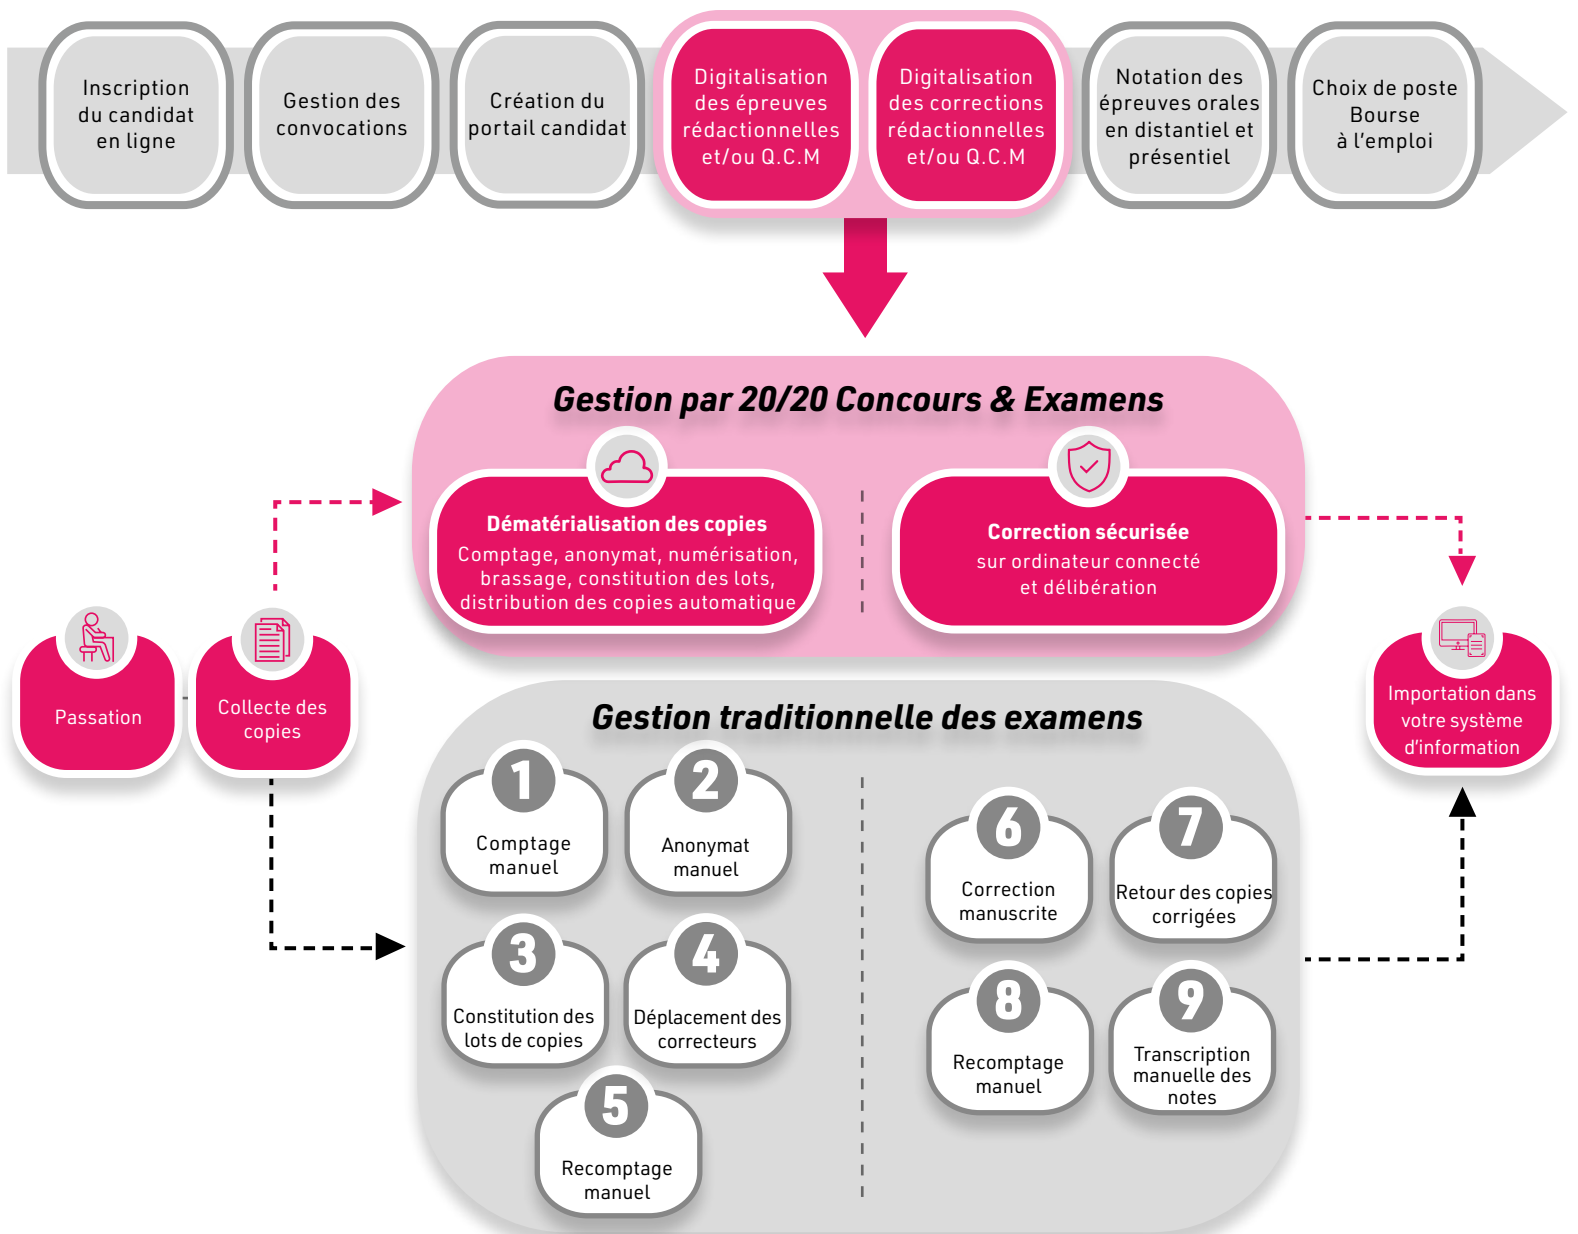 Inscription
du candidat
en ligne
Gestion des
convocations
Création du
portail candidat
Digitalisation
des épreuves
rédactionnelles
et/ou Q.C.M
Digitalisation
des corrections
rédactionnelles
et/ou Q.C.M
Notation des
épreuves orales
en distantiel et
présentiel
Choix de poste
Bourse
à l'emploi
Gestion par 20/20 Concours & Examens
Dématérialisation des copies
Comptage, anonymat, numérisation,
brassage, constitution des lots,
distribution des copies automatique
Correction sécurisée
sur ordinateur connecté
et délibération
Passation
Collecte des
copies
Importation dans
votre système
d'information
Gestion traditionnelle des examens
1
Comptage
manuel
2
Anonymat
manuel
3
Constitution des
lots de copies
4
Déplacement des
correcteurs
5
Recomptage
manuel
6
Correction
manuscrite
7
Retour des copies
corrigées
8
Recomptage
manuel
9
Transcription
manuelle des
notes